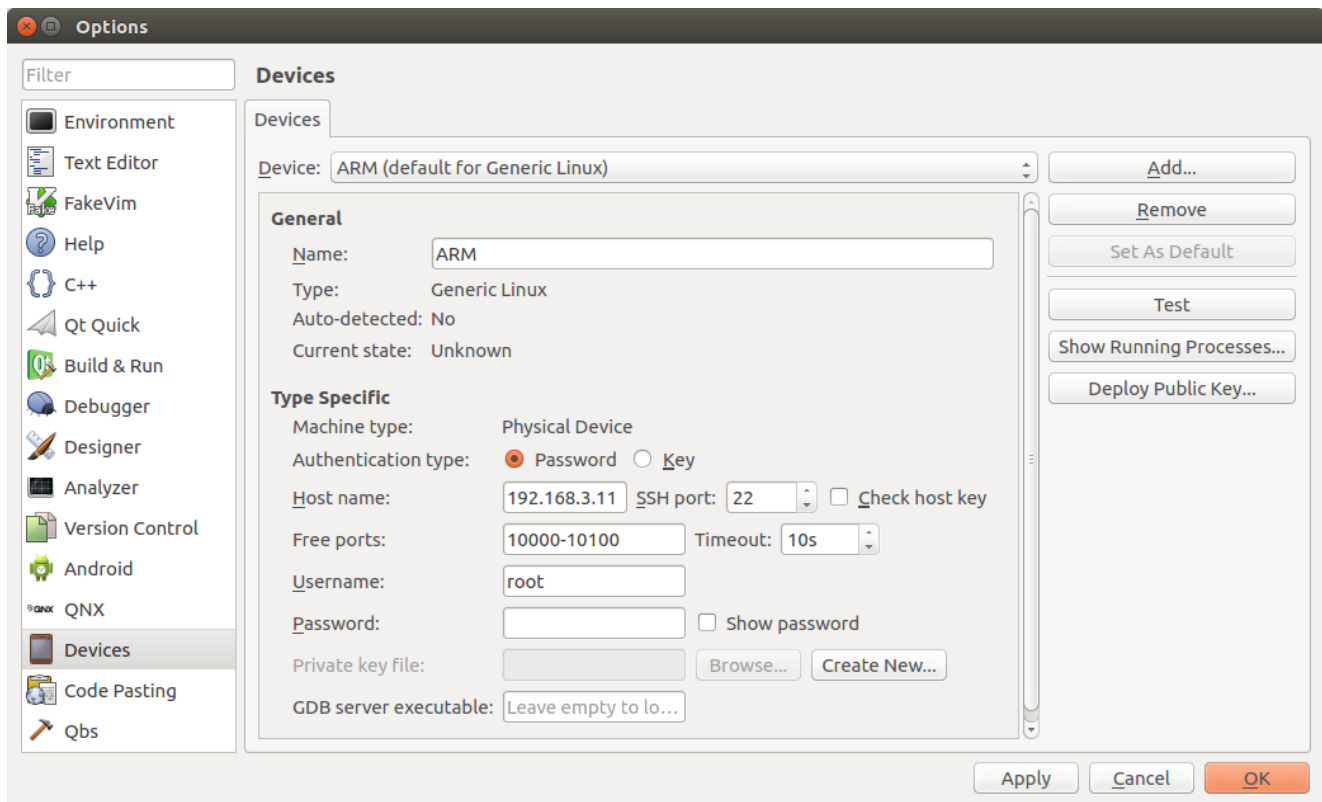 Options
Filter
Environment
Text Editor
FakeVim
Help
C++
Qt Quick
Build & Run
Debugger
Designer
Analyzer
Version Control
Android
QNX
Devices
Code Pasting
Qbs
Devices
Devices
Device: ARM (default for Generic Linux)
General
Name: ARM
Type: Generic Linux
Auto-detected: No
Current state: Unknown
Type Specific
Machine type: Physical Device
Authentication type: Password Key
Host name: 192.168.3.11 SSH port: 22 Check host key
Free ports: 10000-10100 Timeout: 10s
Username: root
Password: Show password
Private key file: Browse... Create New...
GDB server executable: Leave empty to lo...
Add...
Remove
Set As Default
Test
Show Running Processes...
Deploy Public Key...
Apply Cancel OK